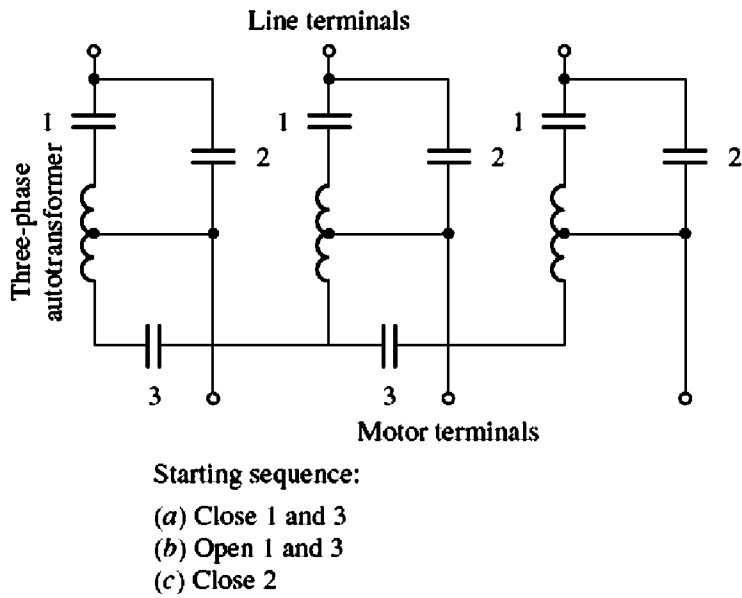 Line terminals
1
1
1
2
2
2
Three-phase
autotransformer
3
3
Motor terminals
Starting sequence:
(a) Close 1 and 3
(b) Open 1 and 3
(c) Close 2